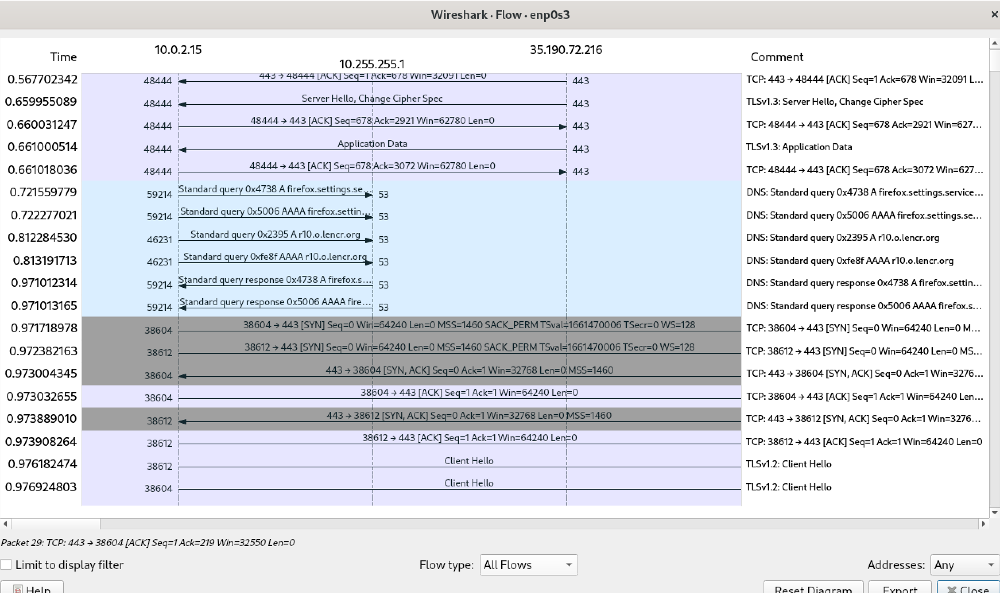 Wireshark · Flow · enp0s3
Time 10.0.2.15 35.190.72.216 Comment
10.255.255.1
0.567702342 48444 443 → 48444 [ACK] Seq=1 Ack=678 Win=32091 Len=0 443 TCP: 443 → 48444 [ACK] Seq=1 Ack=678 Win=32091 L…
0.659955089 48444 Server Hello, Change Cipher Spec 443 TLSv1.3: Server Hello, Change Cipher Spec
0.660031247 48444 48444 → 443 [ACK] Seq=678 Ack=2921 Win=62780 Len=0 443 TCP: 48444 → 443 [ACK] Seq=678 Ack=2921 Win=627…
0.661000514 48444 Application Data 443 TLSv1.3: Application Data
0.661018036 48444 48444 → 443 [ACK] Seq=678 Ack=3072 Win=62780 Len=0 443 TCP: 48444 → 443 [ACK] Seq=678 Ack=3072 Win=627…
0.721559779 59214 Standard query 0x4738 A firefox.settings.se… 53 DNS: Standard query 0x4738 A firefox.settings.service…
0.722277021 59214 Standard query 0x5006 AAAA firefox.settin… 53 DNS: Standard query 0x5006 AAAA firefox.settings.se…
0.812284530 46231 Standard query 0x2395 A r10.o.lencr.org 53 DNS: Standard query 0x2395 A r10.o.lencr.org
0.813191713 46231 Standard query 0xfe8f AAAA r10.o.lencr.org 53 DNS: Standard query 0xfe8f AAAA r10.o.lencr.org
0.971012314 59214 Standard query response 0x4738 A firefox.s… 53 DNS: Standard query response 0x4738 A firefox.settin…
0.971013165 59214 Standard query response 0x5006 AAAA fire… 53 DNS: Standard query response 0x5006 AAAA firefox.s…
0.971718978 38604 38604 → 443 [SYN] Seq=0 Win=64240 Len=0 MSS=1460 SACK_PERM TSval=1661470006 TSecr=0 WS=128 TCP: 38604 → 443 [SYN] Seq=0 Win=64240 Len=0 M…
0.972382163 38612 38612 → 443 [SYN] Seq=0 Win=64240 Len=0 MSS=1460 SACK_PERM TSval=1661470006 TSecr=0 WS=128 TCP: 38612 → 443 [SYN] Seq=0 Win=64240 Len=0 MS…
0.973004345 38604 443 → 38604 [SYN, ACK] Seq=0 Ack=1 Win=32768 Len=0 MSS=1460 TCP: 443 → 38604 [SYN, ACK] Seq=0 Ack=1 Win=3276…
0.973032655 38604 38604 → 443 [ACK] Seq=1 Ack=1 Win=64240 Len=0 TCP: 38604 → 443 [ACK] Seq=1 Ack=1 Win=64240 Len…
0.973889010 38612 443 → 38612 [SYN, ACK] Seq=0 Ack=1 Win=32768 Len=0 MSS=1460 TCP: 443 → 38612 [SYN, ACK] Seq=0 Ack=1 Win=3276…
0.973908264 38612 38612 → 443 [ACK] Seq=1 Ack=1 Win=64240 Len=0 TCP: 38612 → 443 [ACK] Seq=1 Ack=1 Win=64240 Len=0
0.976182474 38612 Client Hello TLSv1.2: Client Hello
0.976924803 38604 Client Hello TLSv1.2: Client Hello
Packet 29: TCP: 443 → 38604 [ACK] Seq=1 Ack=219 Win=32550 Len=0
Limit to display filter Flow type: All Flows Addresses: Any
Help Reset Diagram Export Close